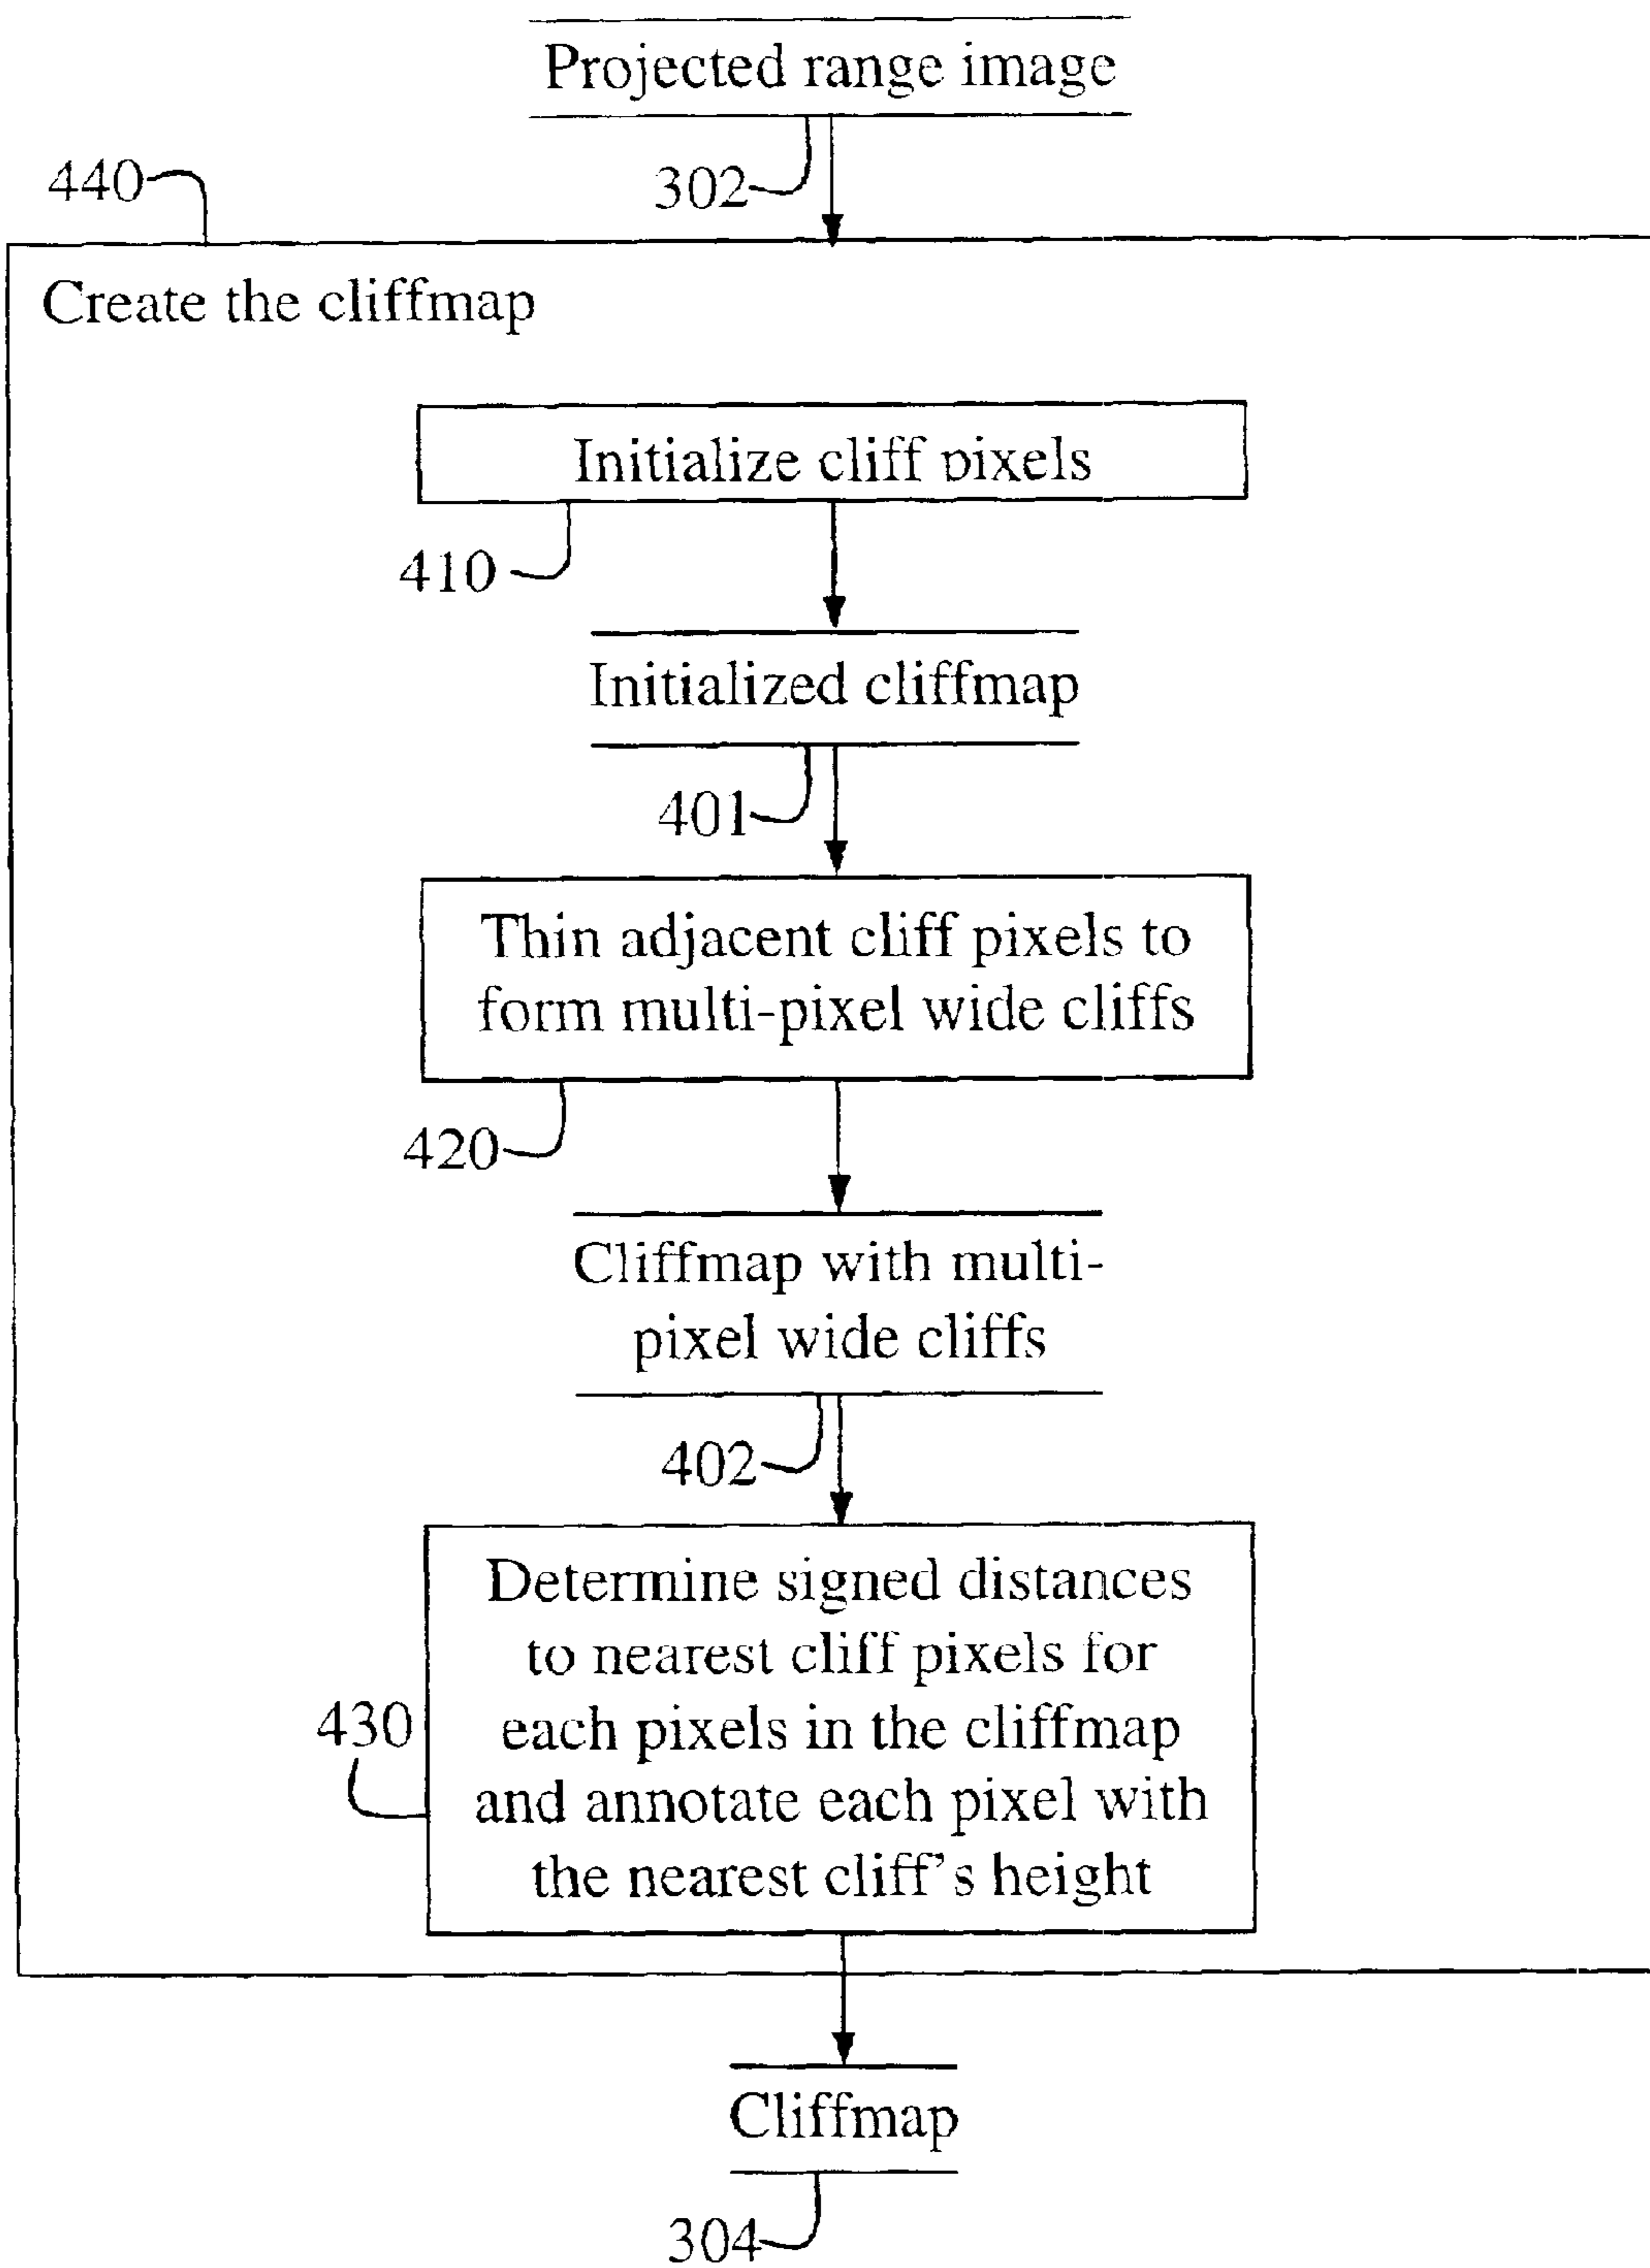 Projected range image
302
440
Create the cliffmap
Initialize cliff pixels
410
Initialized cliffmap
401
Thin adjacent cliff pixels to
form multi-pixel wide cliffs
420
Cliffmap with multi-
pixel wide cliffs
402
Determine signed distances
to nearest cliff pixels for
each pixels in the cliffmap
and annotate each pixel with
the nearest cliff's height
430
Cliffmap
304